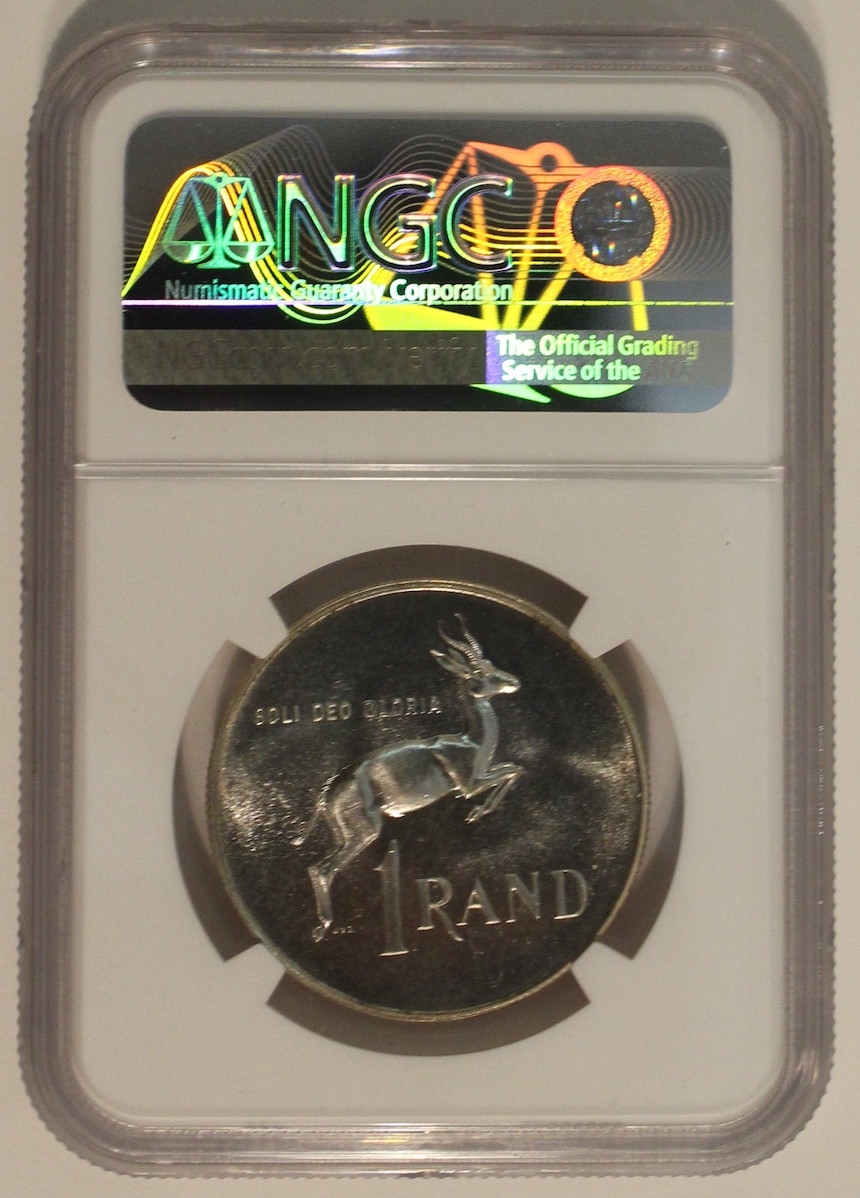 NGC
Numismatic Guaranty Corporation
The Official Grading
Service of the
SOLI DEO GLORIA
1 RAND